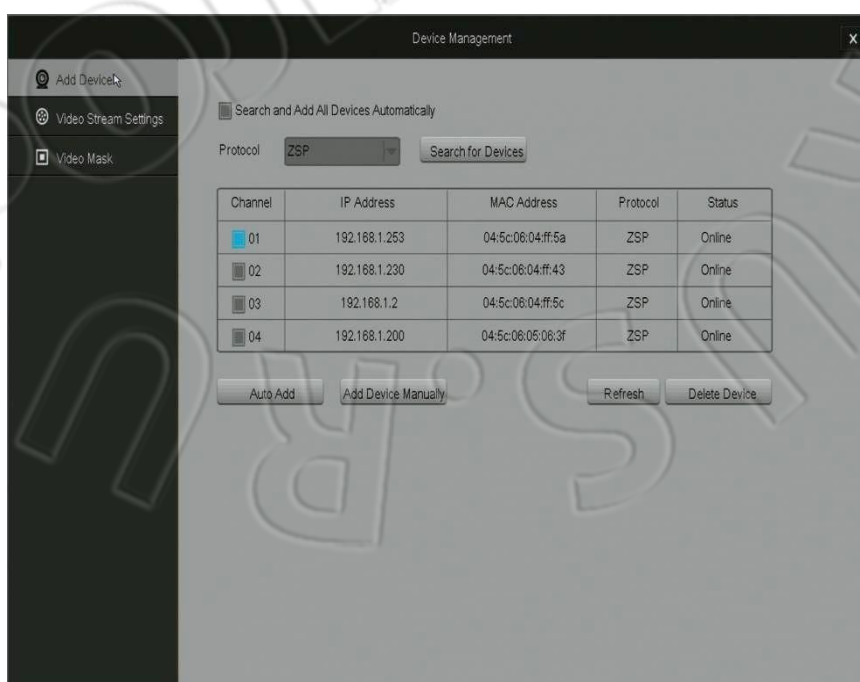 Device Management X
Add Device
Video Stream Settings
Video Mask
Search and Add All Devices Automatically
Protocol ZSP Search for Devices
Channel IP Address MAC Address Protocol Status
01 192.168.1.253 04:5c:06:04:ff:5a ZSP Online
02 192.168.1.230 04:5c:06:04:ff:43 ZSP Online
03 192.168.1.2 04:5c:06:04:ff:5c ZSP Online
04 192.168.1.200 04:5c:06:05:06:3f ZSP Online
Auto Add Add Device Manually Refresh Delete Device